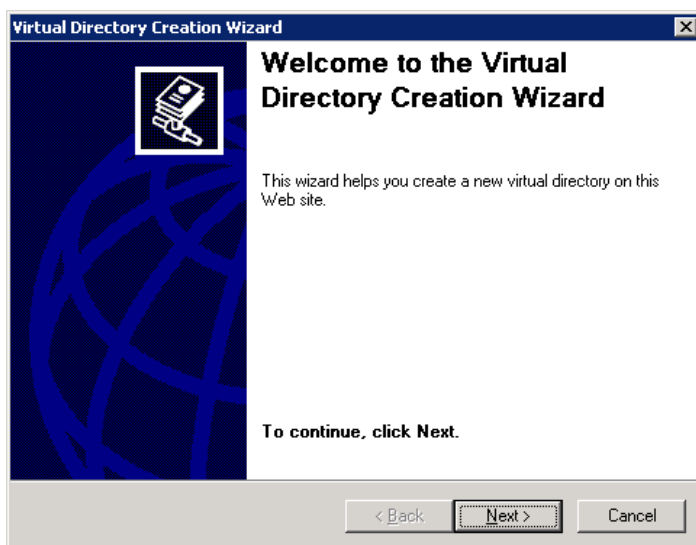 Virtual Directory Creation Wizard
Welcome to the Virtual
Directory Creation Wizard
This wizard helps you create a new virtual directory on this
Web site.
To continue, click Next.
< Back
Next >
Cancel